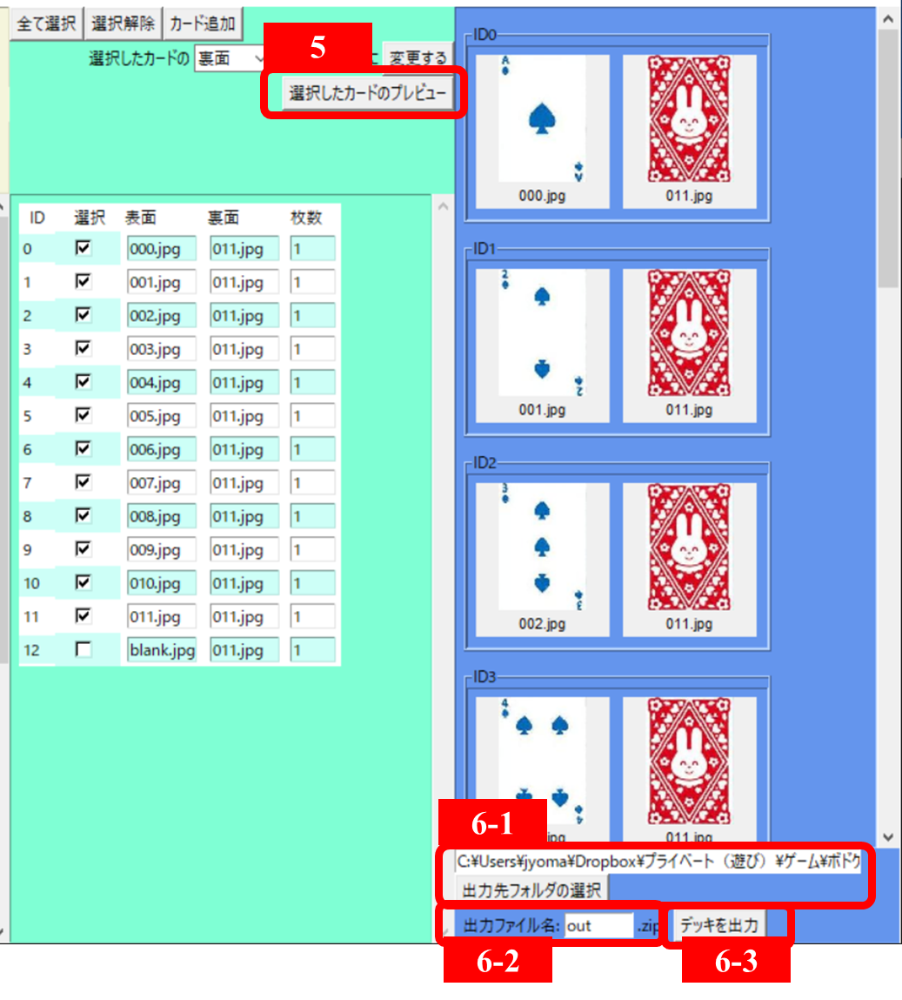 全て選択 選択解除 カード追加
5
選択したカードの 裏面 に 変更する
選択したカードのプレビュー
ID 選択 表面 裏面 枚数
0 000.jpg 011.jpg 1
1 001.jpg 011.jpg 1
2 002.jpg 011.jpg 1
3 003.jpg 011.jpg 1
4 004.jpg 011.jpg 1
5 005.jpg 011.jpg 1
6 006.jpg 011.jpg 1
7 007.jpg 011.jpg 1
8 008.jpg 011.jpg 1
9 009.jpg 011.jpg 1
10 010.jpg 011.jpg 1
11 011.jpg 011.jpg 1
12 blank.jpg 011.jpg 1
ID0
A
A
000.jpg 011.jpg
ID1
2
2
001.jpg 011.jpg
ID2
3
3
002.jpg 011.jpg
ID3
4
4
.jpg 011.jpg
6-1
C:¥Users¥jyoma¥Dropbox¥プライベート（遊び）¥ゲーム¥ボドゲ
出力先フォルダの選択
出力ファイル名: out .zip デッキを出力
6-2 6-3